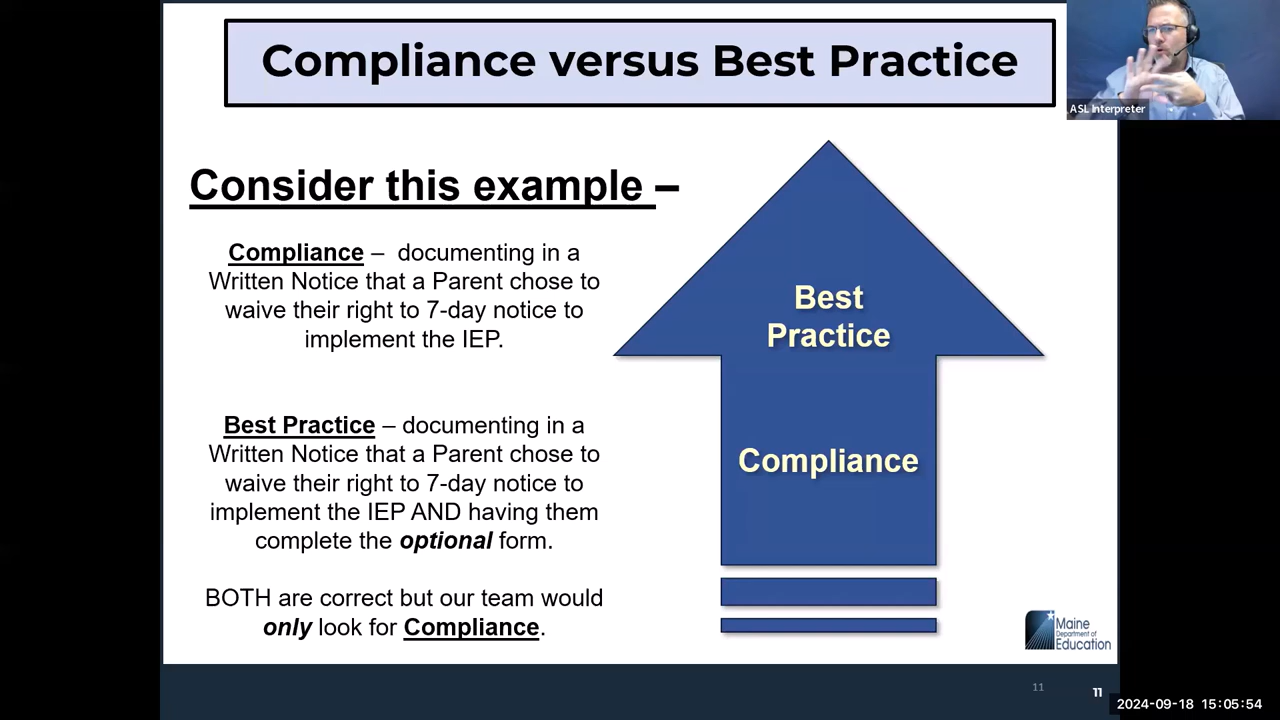 Compliance versus Best Practice
ASL Interpreter
Consider this example –
Compliance – documenting in a
Written Notice that a Parent chose to
waive their right to 7-day notice to
implement the IEP.
Best Practice – documenting in a
Written Notice that a Parent chose to
waive their right to 7-day notice to
implement the IEP AND having them
complete the optional form.
BOTH are correct but our team would
only look for Compliance.
Best
Practice
Compliance
Maine
Department of
Education
11
11
2024-09-18 15:05:54